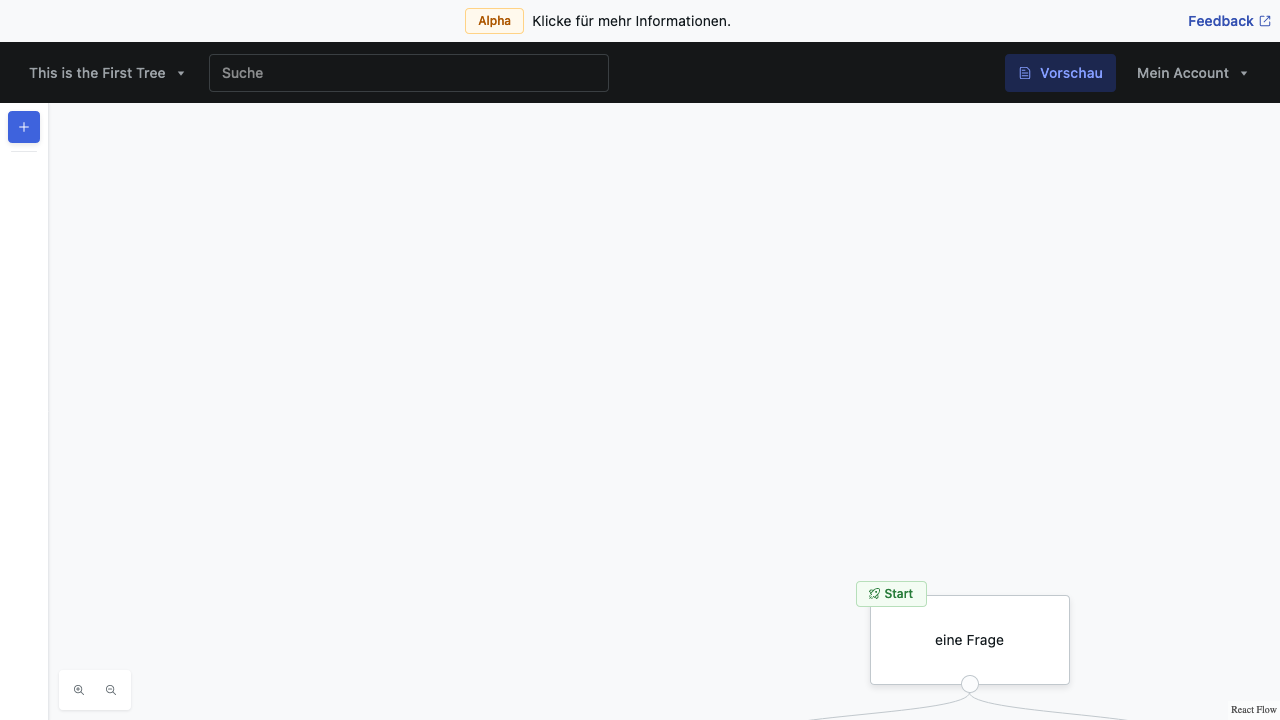 Alpha Klicke für mehr Informationen. Feedback
This is the First Tree Suche Vorschau Mein Account
Start
eine Frage
React Flow